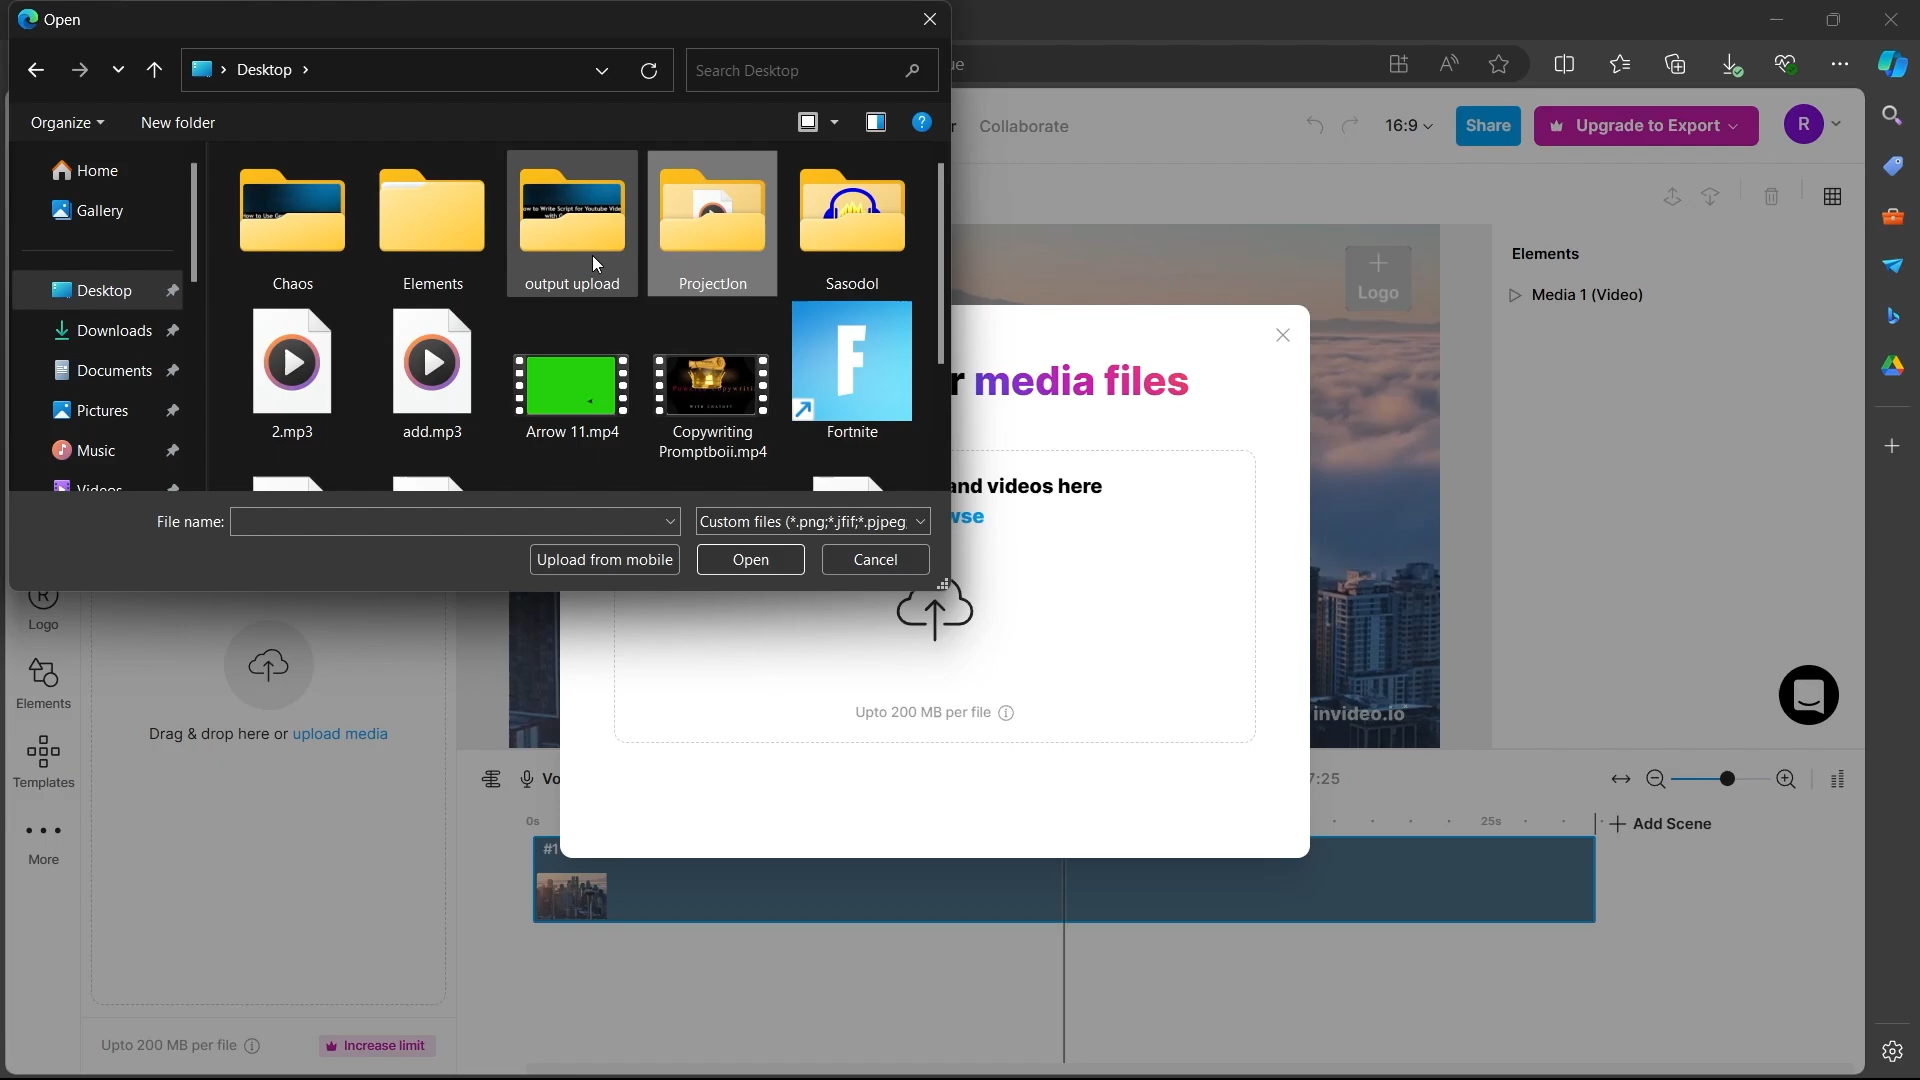 Open
Desktop
Search Desktop
Organize
New folder
Home
Gallery
Desktop
Downloads
Documents
Pictures
Music
Videos
Chaos
Elements
output upload
ProjectJon
Sasodol
2.mp3
add.mp3
Arrow 11.mp4
Copywriting
Promptboii.mp4
Fortnite
File name:
Custom files (*.png;*.jfif;*.pjpeg;
Upload from mobile
Open
Cancel
Collaborate
16:9
Share
Upgrade to Export
R
Logo
Elements
Media 1 (Video)
media files
and videos here
Upto 200 MB per file
invideo.io
Logo
Elements
Templates
More
Drag & drop here or upload media
Upto 200 MB per file
Increase limit
7:25
0s
25s
Add Scene
#1